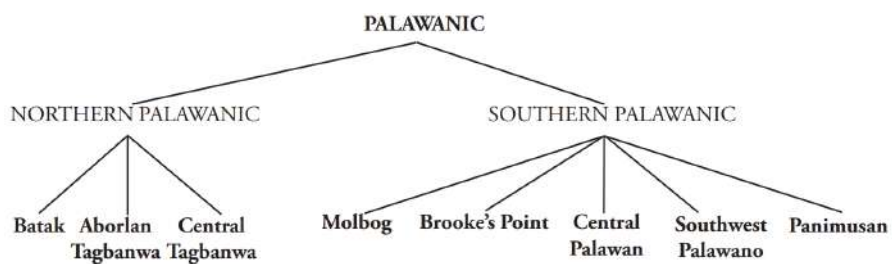 PALAWANIC
NORTHERN PALAWANIC
SOUTHERN PALAWANIC
Batak
Aborlan
Tagbanwa
Central
Tagbanwa
Molbog
Brooke's Point
Central
Palawan
Southwest
Palawano
Panimusan